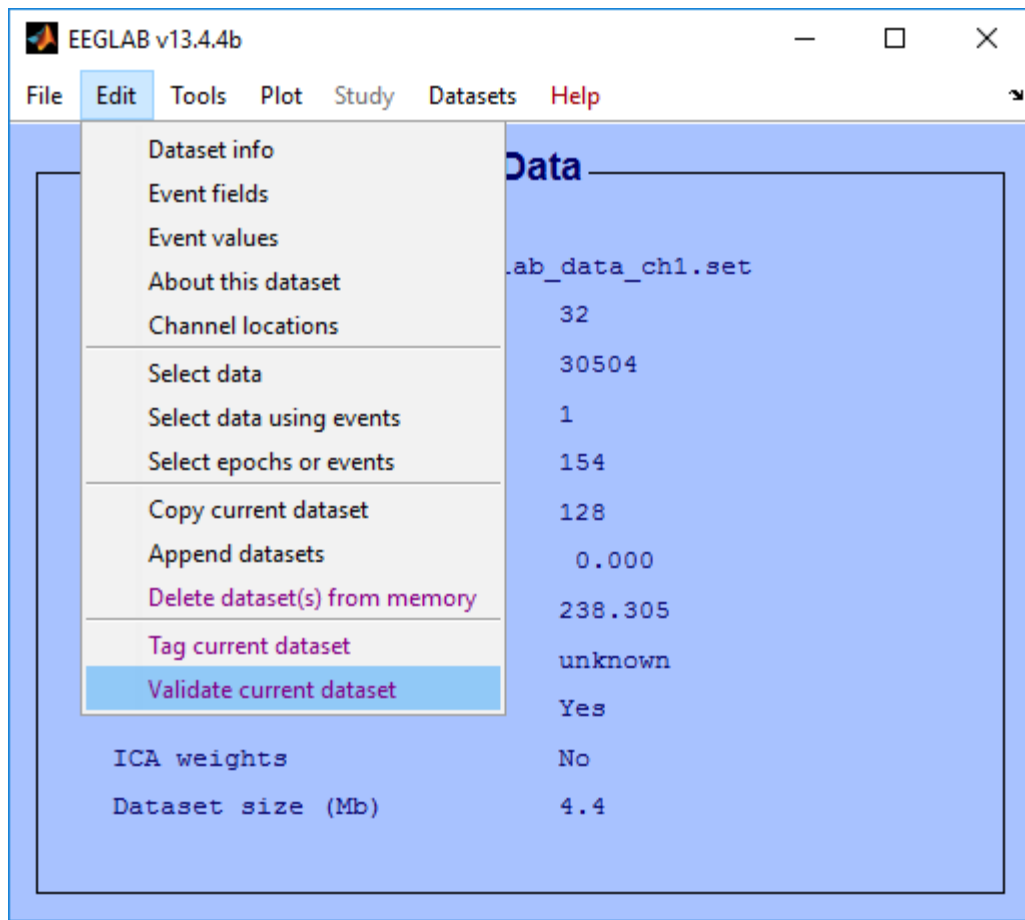 EEGLAB v13.4.4b
File Edit Tools Plot Study Datasets Help
Data
Dataset info
Event fields
Event values
About this dataset
Channel locations
Select data
Select data using events
Select epochs or events
Copy current dataset
Append datasets
Delete dataset(s) from memory
Tag current dataset
Validate current dataset
lab_data_ch1.set
32
30504
1
154
128
0.000
238.305
unknown
Yes
ICA weights No
Dataset size (Mb) 4.4